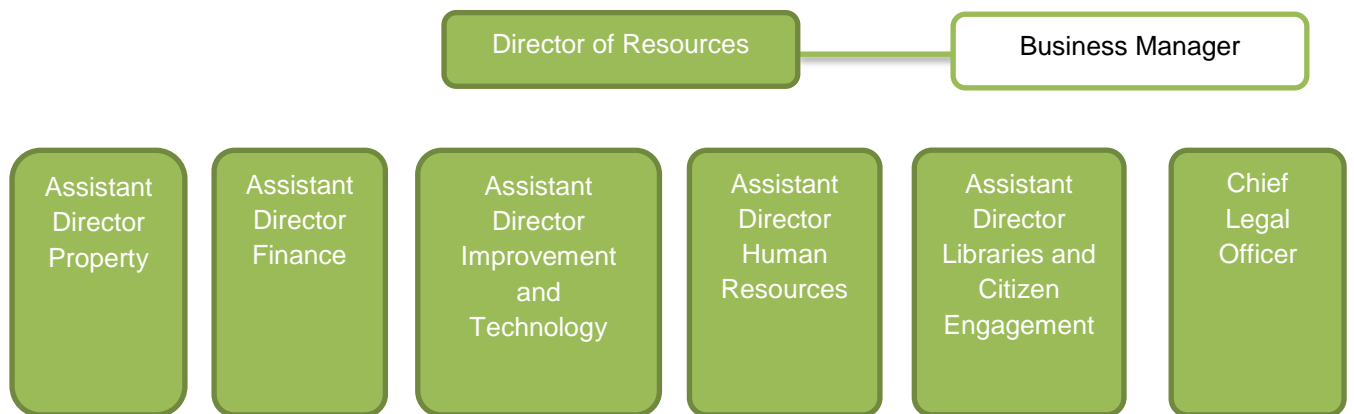 Director of Resources
Business Manager
Assistant
Director
Property
Assistant
Director
Finance
Assistant
Director
Improvement
and
Technology
Assistant
Director
Human
Resources
Assistant
Director
Libraries and
Citizen
Engagement
Chief
Legal
Officer